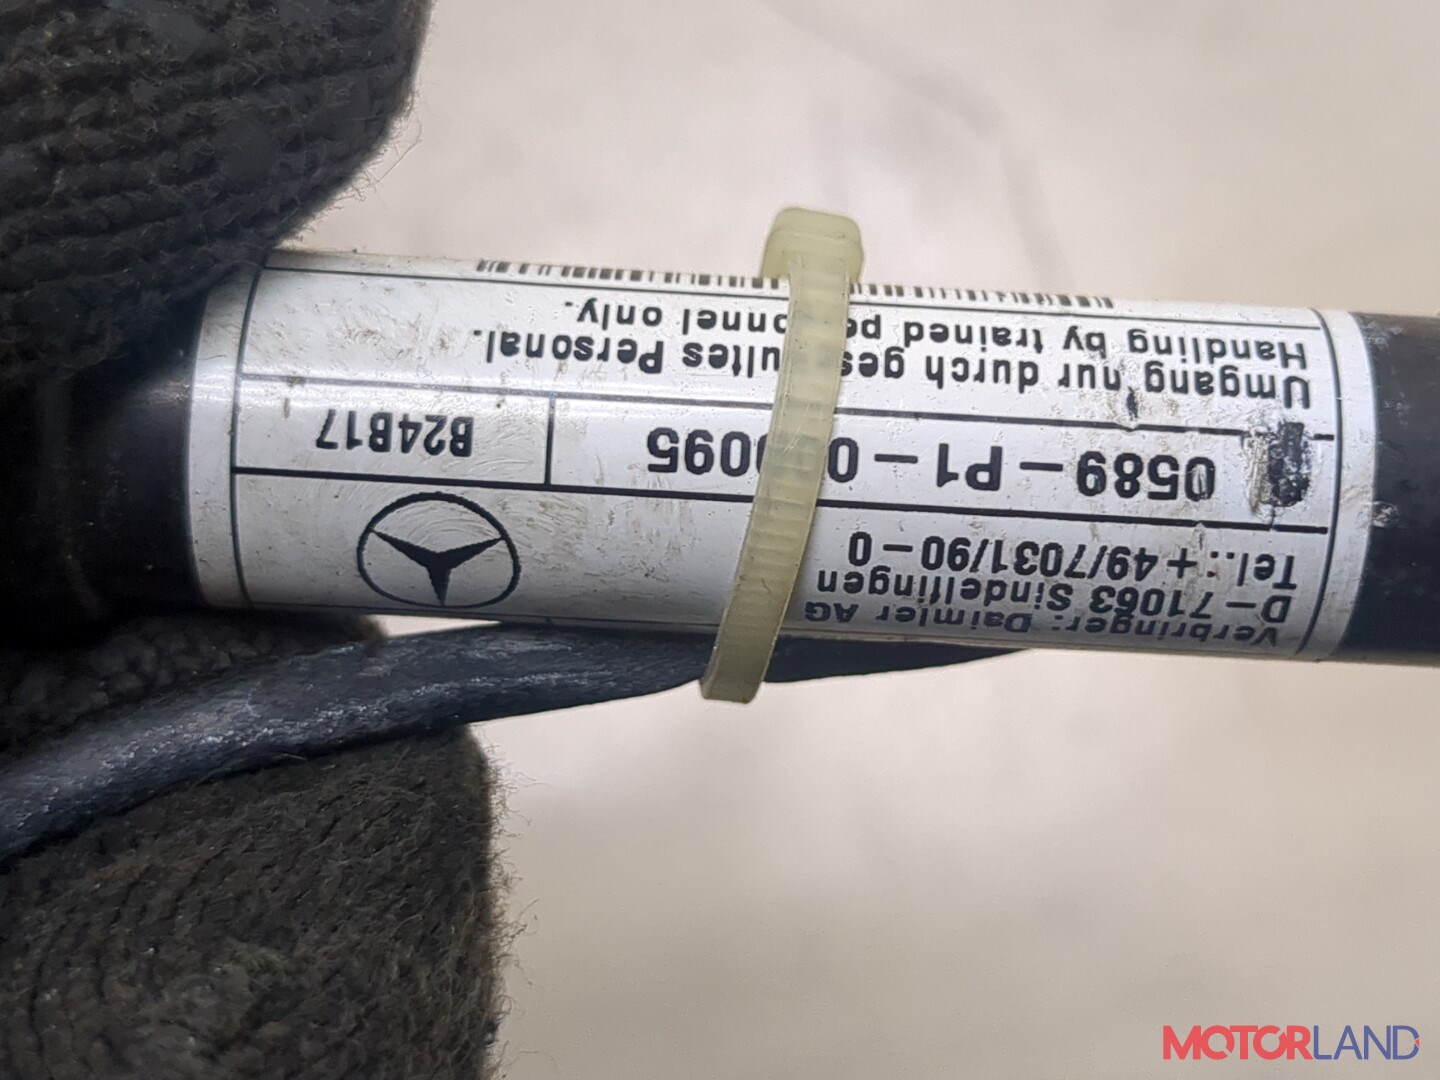 Verbringer: Daimler AG
D-71063 Sindelfingen
Tel.: +49/7031/90-0
0589-P1- B24B17
Umgang nur durch geschultes Personal.
Handling by trained personnel only.
MOTORLAND